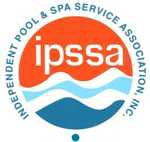 INDEPENDENT POOL & SPA SERVICE ASSOCIATION, INC.
ipssa